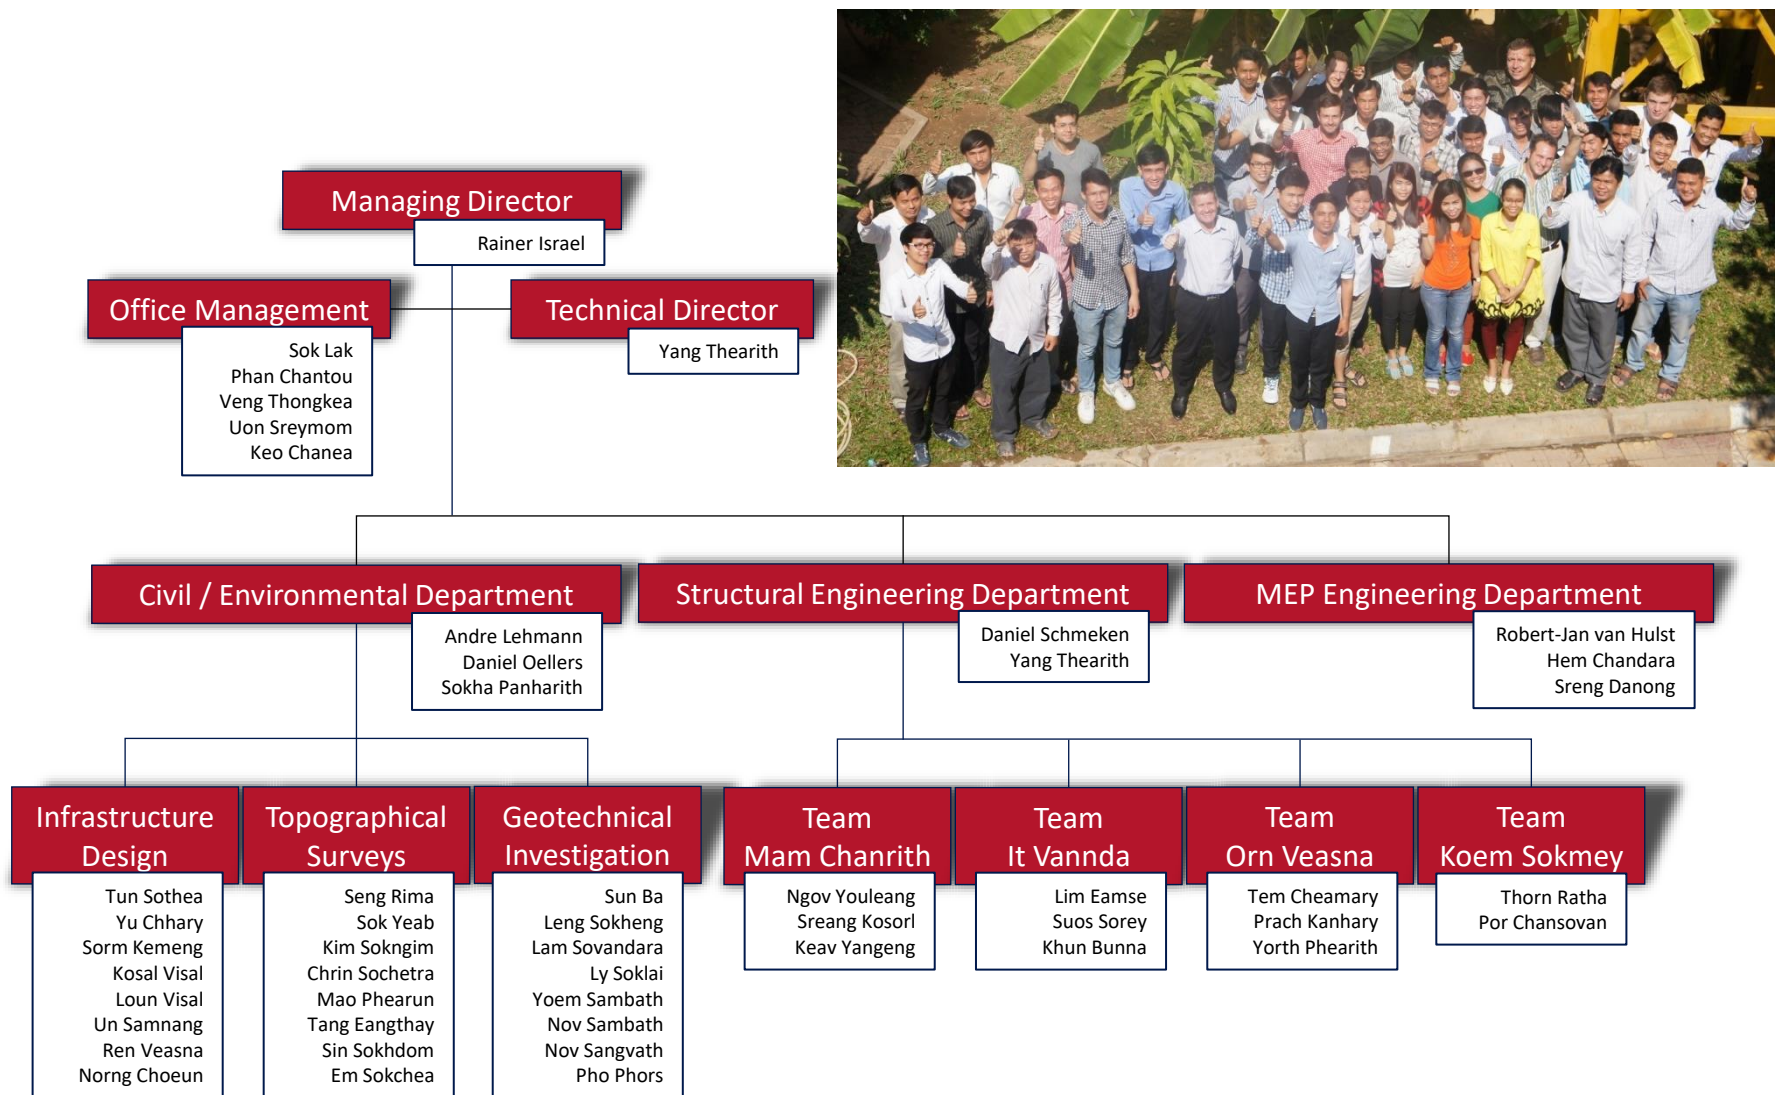 Managing Director
Rainer Israel
Office Management
Sok Lak
Phan Chantou
Veng Thongkea
Uon Sreymom
Keo Chanea
Technical Director
Yang Thearith
Civil / Environmental Department
Andre Lehmann
Daniel Oellers
Sokha Panharith
Structural Engineering Department
Daniel Schmeken
Yang Thearith
MEP Engineering Department
Robert-Jan van Hulst
Hem Chandara
Sreng Danong
Infrastructure
Design
Tun Sothea
Yu Chhary
Sorm Kemeng
Kosal Visal
Loun Visal
Un Samnang
Ren Veasna
Norng Choeun
Topographical
Surveys
Seng Rima
Sok Yeab
Kim Sokngim
Chrin Sochetra
Mao Phearun
Tang Eangthay
Sin Sokhdom
Em Sokchea
Geotechnical
Investigation
Sun Ba
Leng Sokheng
Lam Sovandara
Ly Soklai
Yoem Sambath
Nov Sambath
Nov Sangvath
Pho Phors
Team
Mam Chanrith
Ngov Youleang
Sreang Kosorl
Keav Yangeng
Team
It Vannda
Lim Eamse
Suos Sorey
Khun Bunna
Team
Orn Veasna
Tem Cheamary
Prach Kanhary
Yorth Phearith
Team
Koem Sokmey
Thorn Ratha
Por Chansovan